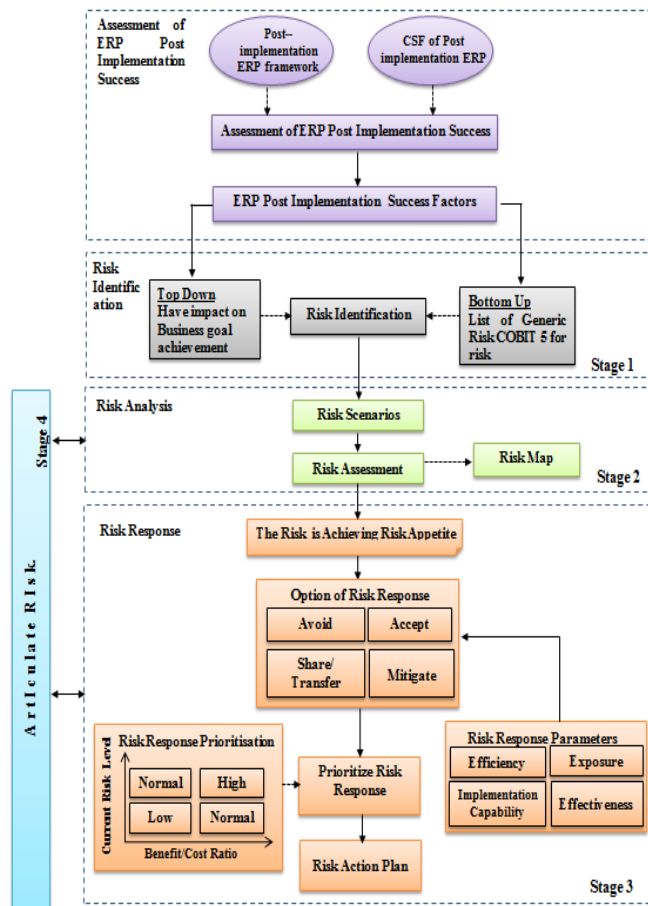 Assessment of
ERP Post
Implementation
Success
Post--
implementation
ERP framework
CSF of Post
implementation ERP
Assessment of ERP Post Implementation Success
ERP Post Implementation Success Factors
Risk
Identific
ation
Top Down
Have impact on
Business goal
achievement
Risk Identification
Bottom Up
List of Generic
Risk COBIT 5 for
risk
Stage 1
Stage 4
Articulate Risk.
Risk Analysis
Risk Scenarios
Risk Assessment
Risk Map
Stage 2
Risk Response
The Risk is Achieving Risk Appetite
Option of Risk Response
Avoid
Accept
Share/
Transfer
Mitigate
Risk Response Prioritisation
Current Risk Level
Normal
High
Low
Normal
Benefit/Cost Ratio
Prioritize Risk
Response
Risk Response Parameters
Efficiency
Exposure
Implementation
Capability
Effectiveness
Risk Action Plan
Stage 3